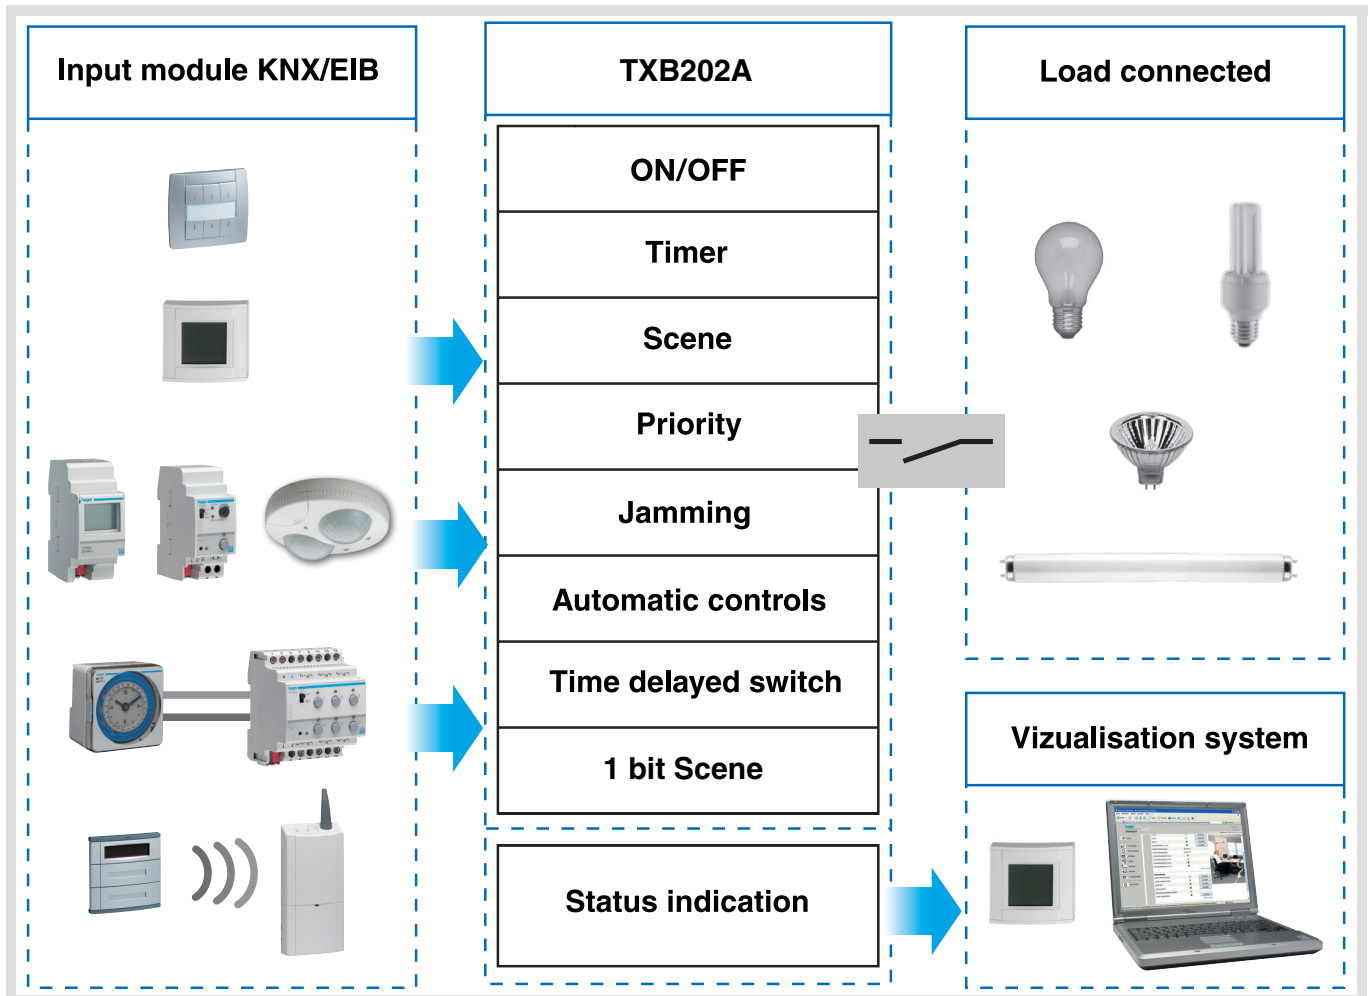 Input module KNX/EIB
TXB202A
ON/OFF
Timer
Scene
Priority
Jamming
Automatic controls
Time delayed switch
1 bit Scene
Status indication
Load connected
Vizualisation system